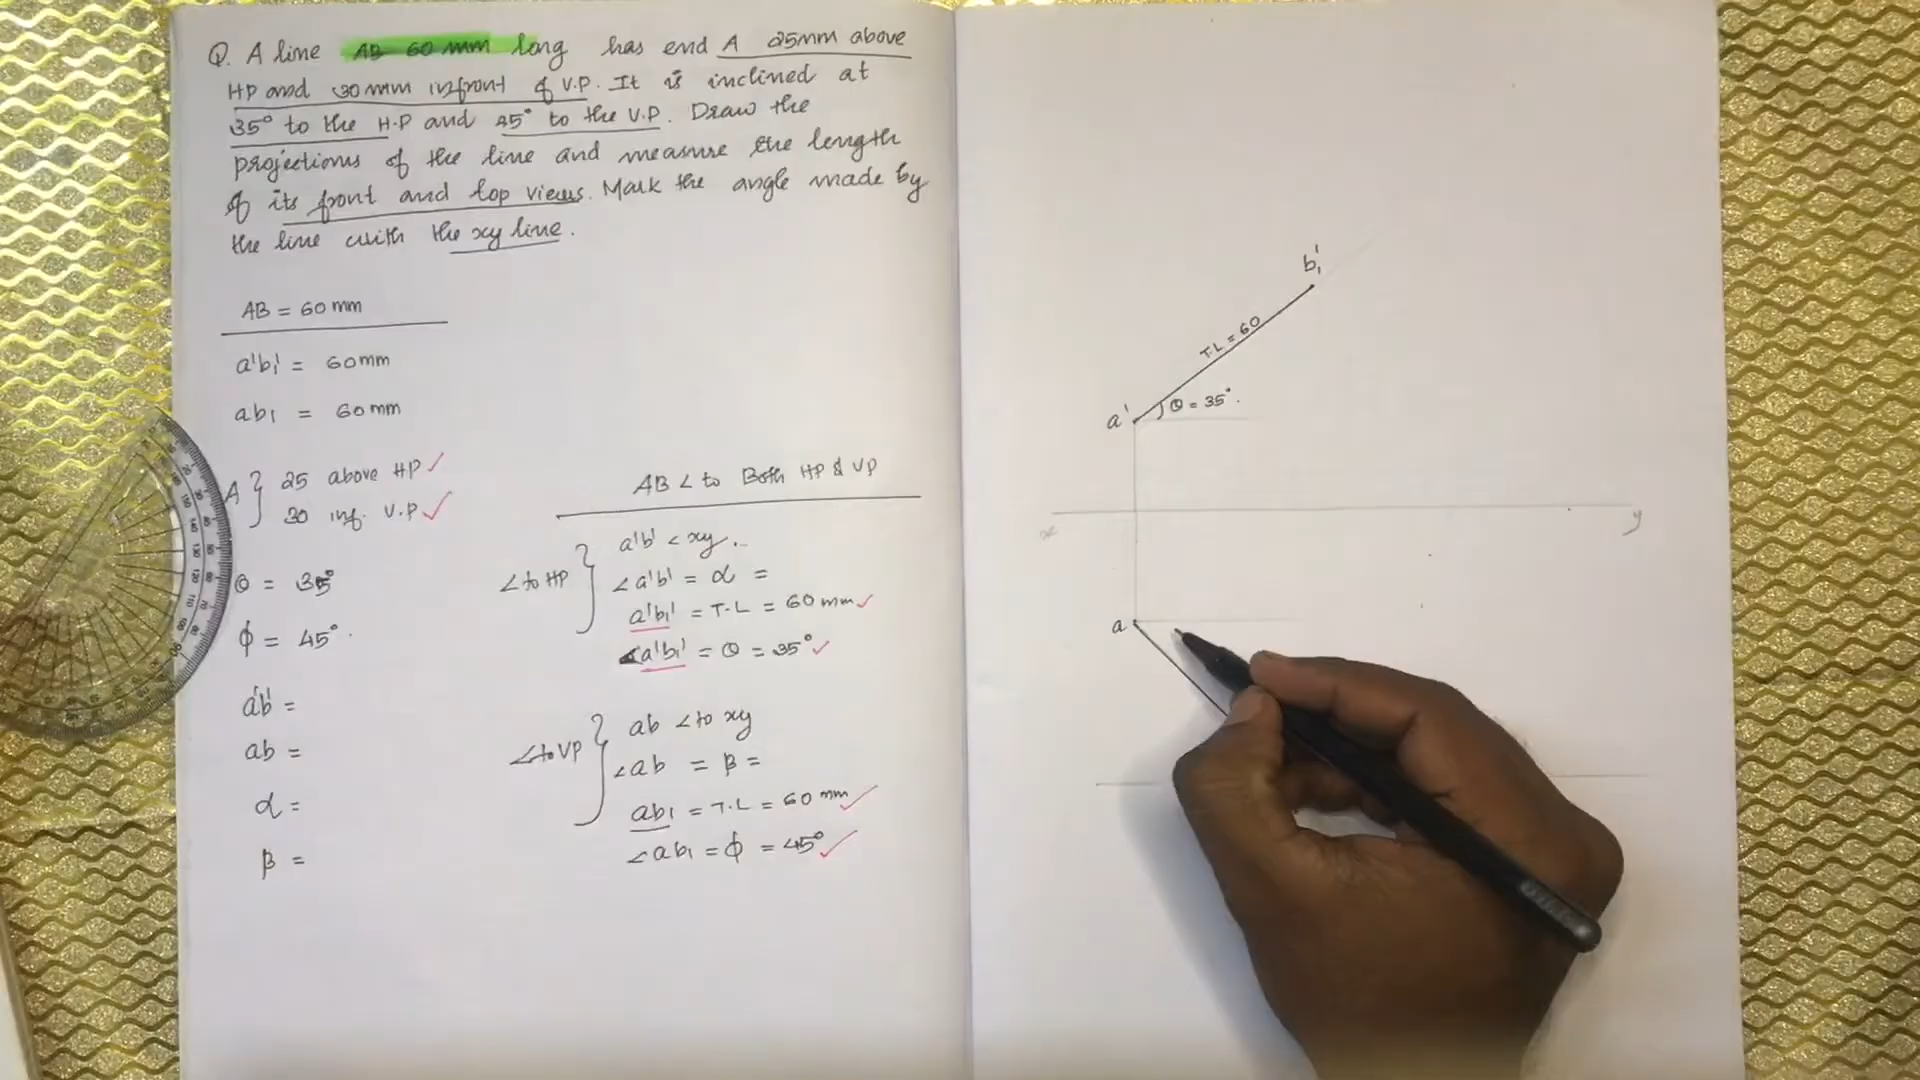 Q. A line AB 60 mm long has end A 25mm above
HP and 30 mm infront of V.P. It is inclined at
35° to the H.P and 45° to the V.P. Draw the
projections of the line and measure the length
of its front and top views. Mark the angle made by
the line with the xy line.
AB = 60 mm
a'b₁' = 60mm
ab₁ = 60mm
A } 25 above HP ✓
30 inf. V.P ✓
θ = 35°
ϕ = 45°.
a'b' =
ab =
α =
β =
AB ∠ to Both HP & VP
∠ to HP { a'b' < xy.
∠ a'b' = α =
a'b₁' = T.L = 60 mm ✓
∠a'b₁' = θ = 35° ✓
∠ to VP { ab ∠ to xy
∠ab = β =
ab₁ = T.L = 60 mm ✓
∠ab₁ = ϕ = 45° ✓
b₁'
T.L = 60
a'
θ = 35°.
x
y
a